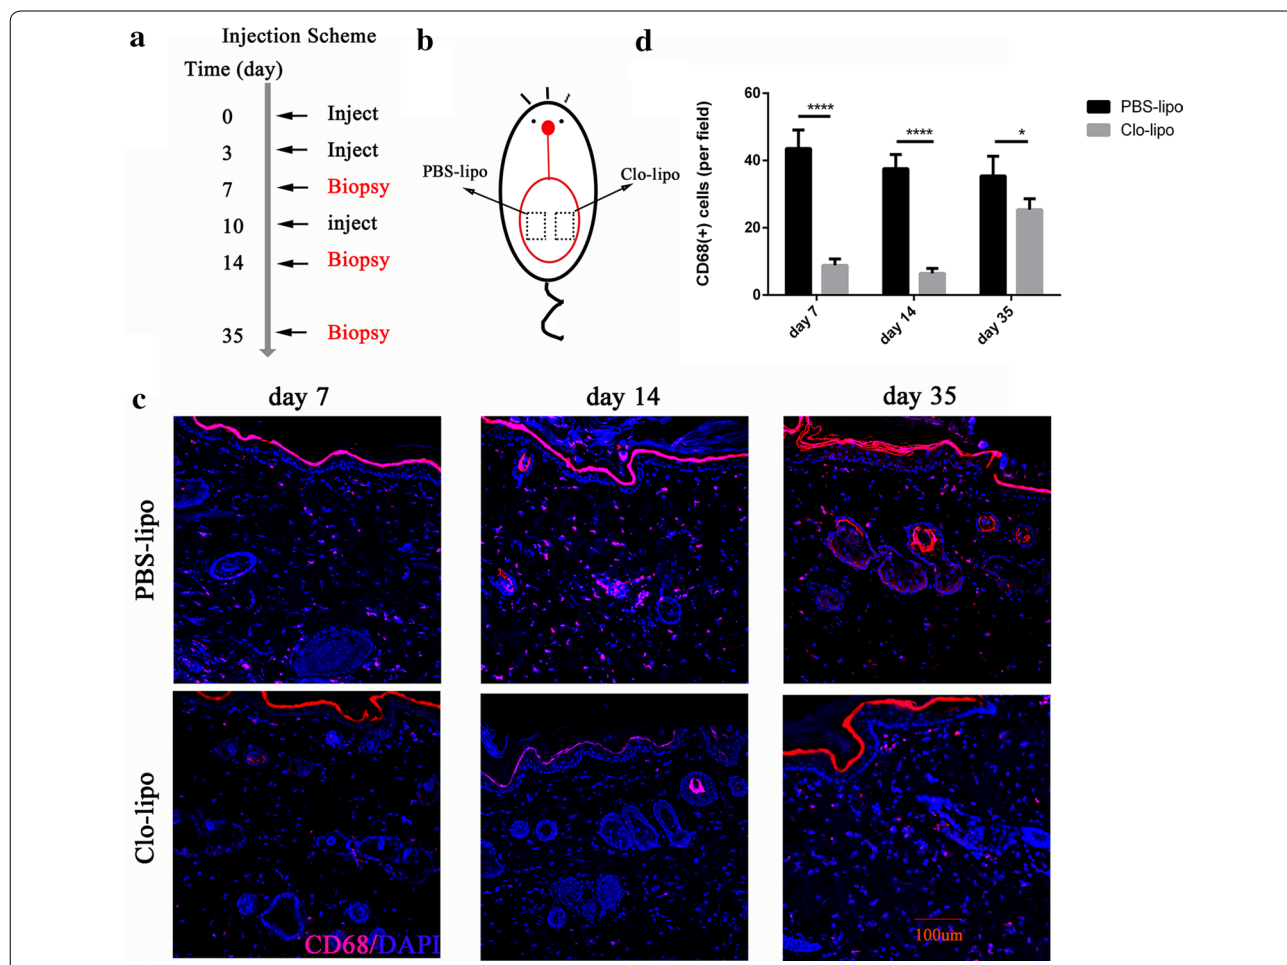 a
Injection Scheme
Time (day)
0 Inject
3 Inject
7 Biopsy
10 inject
14 Biopsy
35 Biopsy
b
PBS-lipo
Clo-lipo
d
CD68(+) cells (per field)
60
40
20
0
****
****
*
day 7
day 14
day 35
PBS-lipo
Clo-lipo
c
day 7
day 14
day 35
PBS-lipo
Clo-lipo
CD68/DAPI
100um